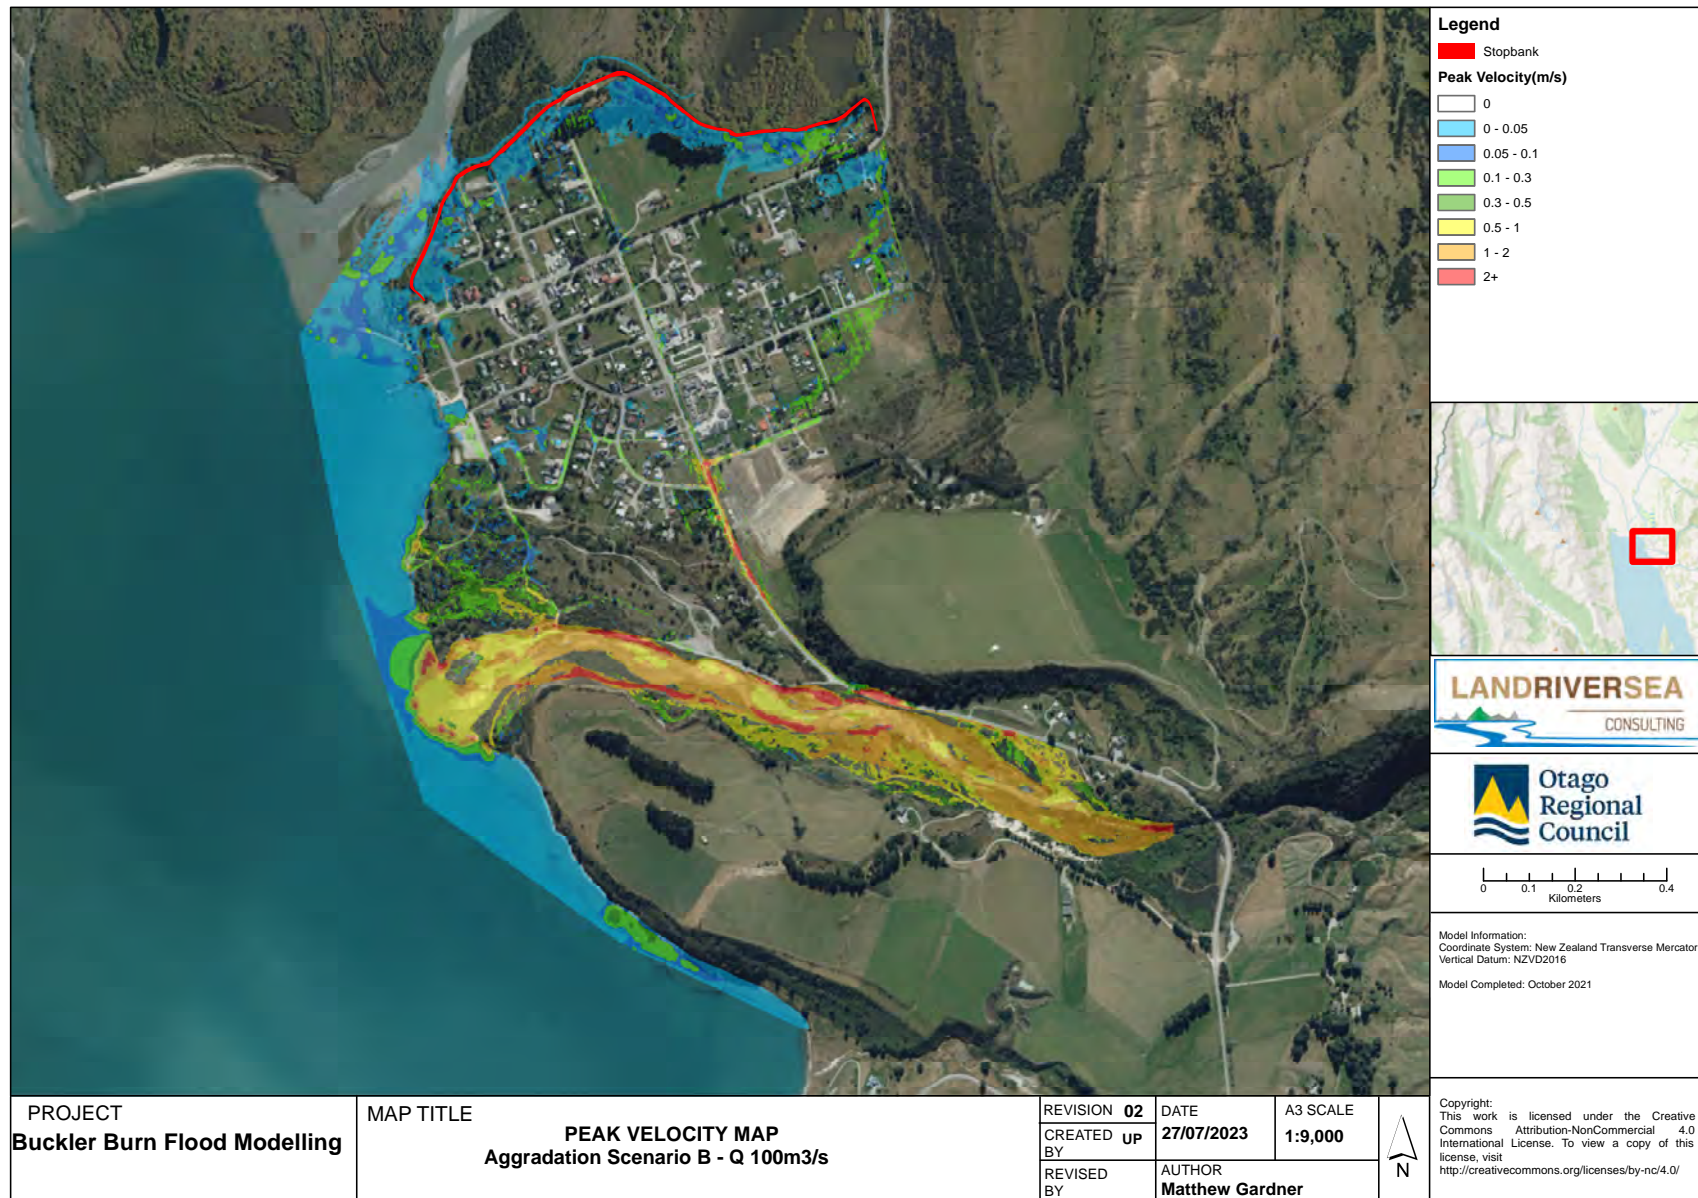 Legend
Stopbank
Peak Velocity(m/s)
0
0 - 0.05
0.05 - 0.1
0.1 - 0.3
0.3 - 0.5
0.5 - 1
1 - 2
2+
LANDRIVERSEA
CONSULTING
Otago
Regional
Council
0 0.1 0.2 0.4
Kilometers
Model Information:
Coordinate System: New Zealand Transverse Mercator
Vertical Datum: NZVD2016
Model Completed: October 2021
Copyright:
This work is licensed under the Creative
Commons Attribution-NonCommercial 4.0
International License. To view a copy of this
license, visit
http://creativecommons.org/licenses/by-nc/4.0/
PROJECT
Buckler Burn Flood Modelling
MAP TITLE
PEAK VELOCITY MAP
Aggradation Scenario B - Q 100m3/s
REVISION 02
CREATED BY UP
REVISED BY
DATE
27/07/2023
A3 SCALE
1:9,000
AUTHOR
Matthew Gardner
N